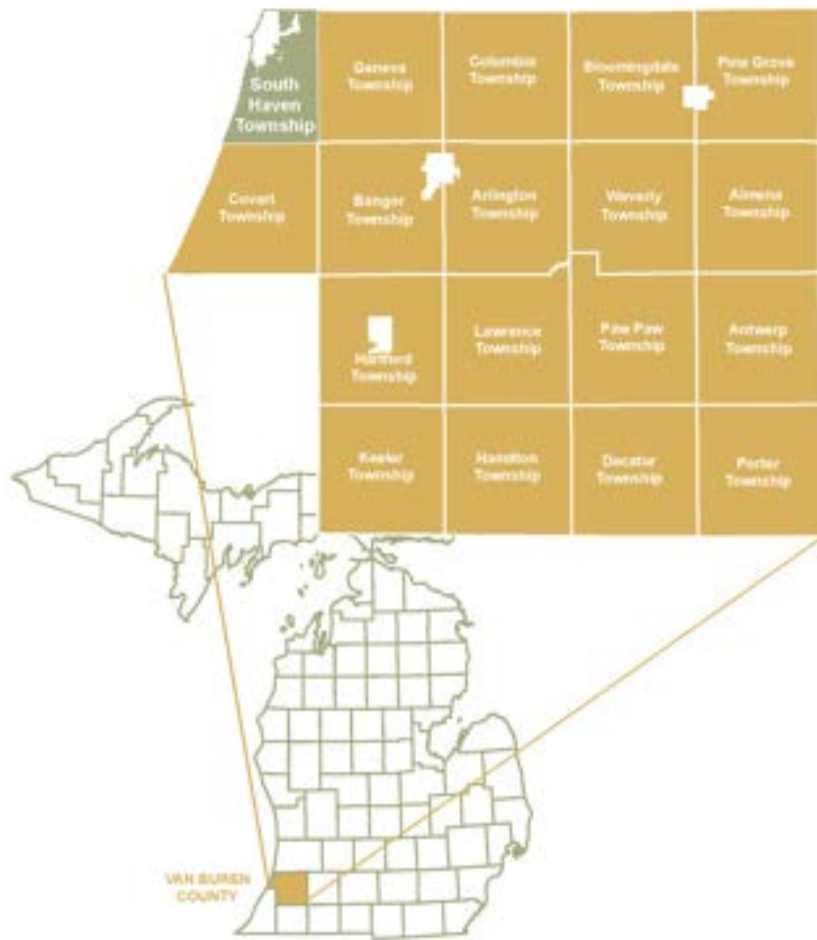 South
Haven
Township
Geneva
Township
Columbia
Township
Bloomingdale
Township
Pine Grove
Township
Covert
Township
Bangor
Township
Arlington
Township
Waverly
Township
Almena
Township
Hartford
Township
Lawrence
Township
Paw Paw
Township
Antwerp
Township
Keeler
Township
Hamilton
Township
Decatur
Township
Porter
Township
VAN BUREN
COUNTY